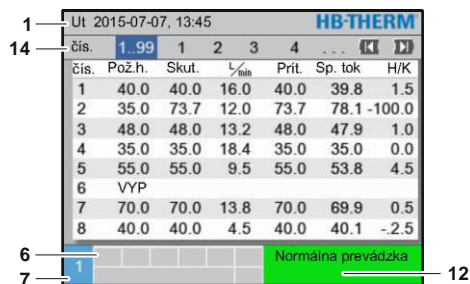 1 Ut 2015-07-07, 13:45 HB-THERM
14 čís. 1..99 1 2 3 4 ...
čís. Pož.h. Skut. L/min Prít. Sp. tok H/K
1 40.0 40.0 16.0 40.0 39.8 1.5
2 35.0 73.7 12.0 73.7 78.1 -100.0
3 48.0 48.0 13.2 48.0 47.9 1.0
4 35.0 35.0 18.4 35.0 35.0 0.0
5 55.0 55.0 9.5 55.0 53.8 4.5
6 VYP
7 70.0 70.0 13.8 70.0 69.9 0.5
8 40.0 40.0 4.5 40.0 40.1 -.2.5
6 Normálna prevádzka
7 1 12